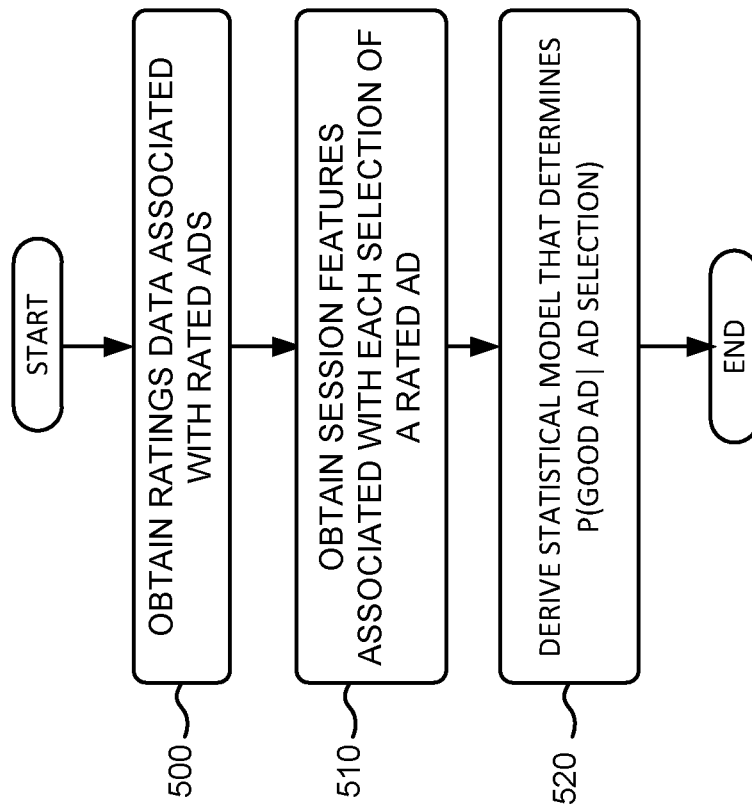 START
500
OBTAIN RATINGS DATA ASSOCIATED
WITH RATED ADS
510
OBTAIN SESSION FEATURES
ASSOCIATED WITH EACH SELECTION OF
A RATED AD
520
DERIVE STATISTICAL MODEL THAT DETERMINES
P(GOOD AD| AD SELECTION)
END